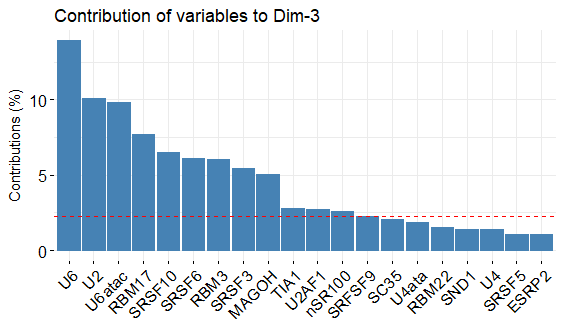 Contribution of variables to Dim-3
Contributions (%)
10
5
0
U6
U2
U6atac
RBM17
SRSF10
SRSF6
RBM3
SRSF3
MAGOH
TIA1
U2AF1
nSR100
SRFSF9
SC35
U4ata
RBM22
SND1
U4
SRSF5
ESRP2